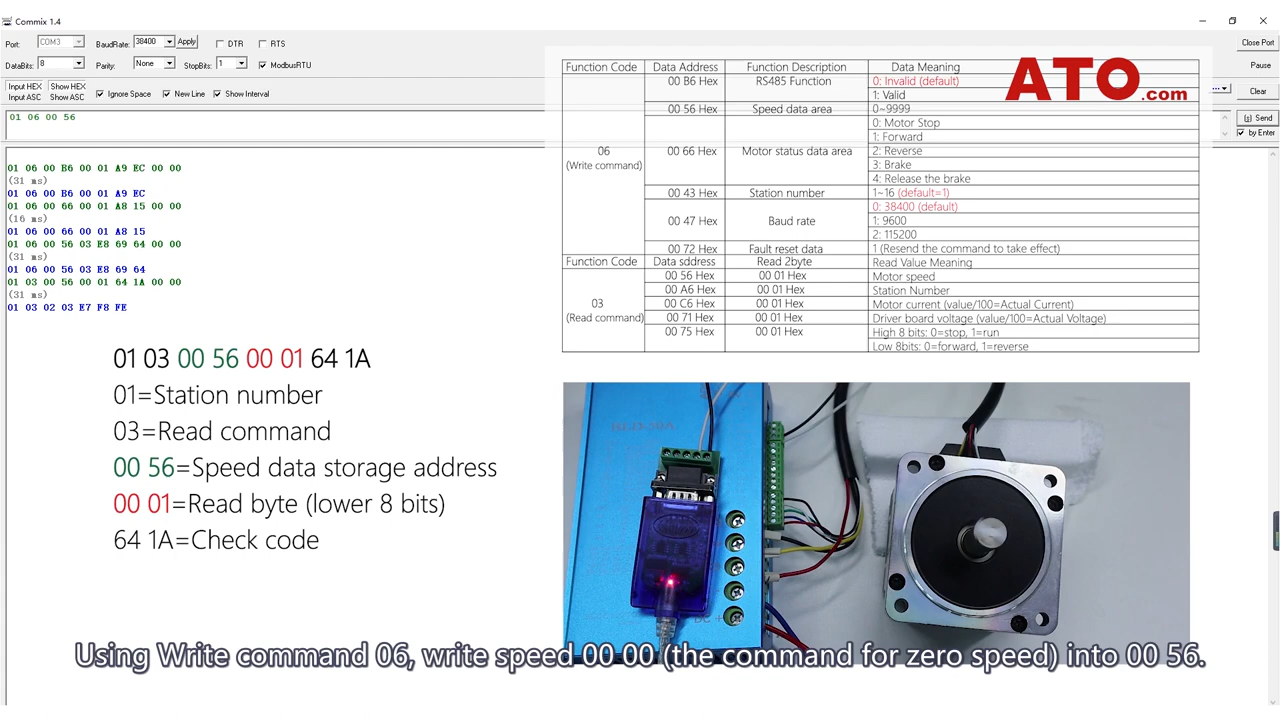 Commix 1.4
Port: COM3 BaudRate: 38400 Apply DTR RTS Close Port
DataBits: 8 Parity: None StopBits: 1 ModbusRTU Pause
Input HEX Show HEX
Input ASC Show ASC Ignore Space New Line Show Interval Clear
01 06 00 56
Send
by Enter
01 06 00 B6 00 01 A9 EC 00 00
(31 ms)
01 06 00 B6 00 01 A9 EC
01 06 00 66 00 01 A8 15 00 00
(16 ms)
01 06 00 66 00 01 A8 15
01 06 00 56 03 E8 69 64 00 00
(31 ms)
01 06 00 56 03 E8 69 64
01 03 00 56 00 01 64 1A 00 00
(31 ms)
01 03 02 03 E7 F8 FE
ATO.com
Function Code Data Address Function Description Data Meaning
00 B6 Hex RS485 Function 0: Invalid (default)
1: Valid
00 56 Hex Speed data area 0~9999
0: Motor Stop
1: Forward
06 00 66 Hex Motor status data area 2: Reverse
(Write command) 3: Brake
4: Release the brake
00 43 Hex Station number 1~16 (default=1)
0: 38400 (default)
00 47 Hex Baud rate 1: 9600
2: 115200
00 72 Hex Fault reset data 1 (Resend the command to take effect)
Function Code Data sddress Read 2byte Read Value Meaning
00 56 Hex 00 01 Hex Motor speed
00 A6 Hex 00 01 Hex Station Number
03 00 C6 Hex 00 01 Hex Motor current (value/100=Actual Current)
(Read command) 00 71 Hex 00 01 Hex Driver board voltage (value/100=Actual Voltage)
00 75 Hex 00 01 Hex High 8 bits: 0=stop, 1=run
Low 8bits: 0=forward, 1=reverse
01 03 00 56 00 01 64 1A
01=Station number
03=Read command
00 56=Speed data storage address
00 01=Read byte (lower 8 bits)
64 1A=Check code
Using Write command 06, write speed 00 00 (the command for zero speed) into 00 56.